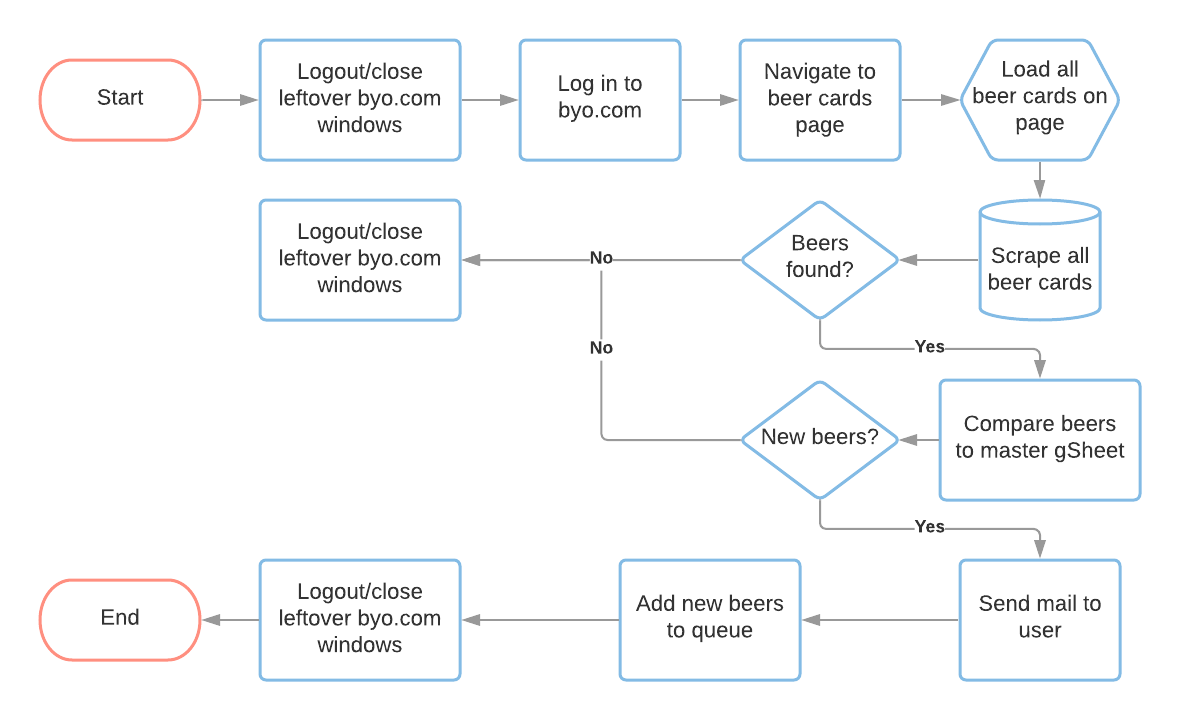 Start
Logout/close
leftover byo.com
windows
Log in to
byo.com
Navigate to
beer cards
page
Load all
beer cards on
page
Logout/close
leftover byo.com
windows
No
Beers
found?
Scrape all
beer cards
No
Yes
New beers?
Compare beers
to master gSheet
Yes
End
Logout/close
leftover byo.com
windows
Add new beers
to queue
Send mail to
user